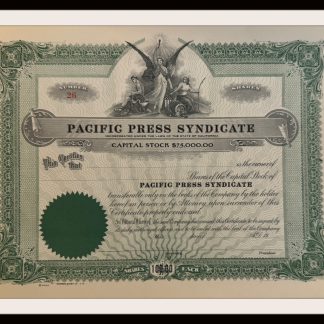 NUMBER
SHARES
26
PACIFIC PRESS SYNDICATE
INCORPORATED UNDER THE LAWS OF THE STATE OF CALIFORNIA
CAPITAL STOCK $75,000.00
This Certifies that
is the owner of
Shares of the Capital Stock of
PACIFIC PRESS SYNDICATE
transferable only on the books of the Company by the holder
hereof in person or by Attorney upon surrender of this
Certificate properly endorsed.
President
SHARES
EACH